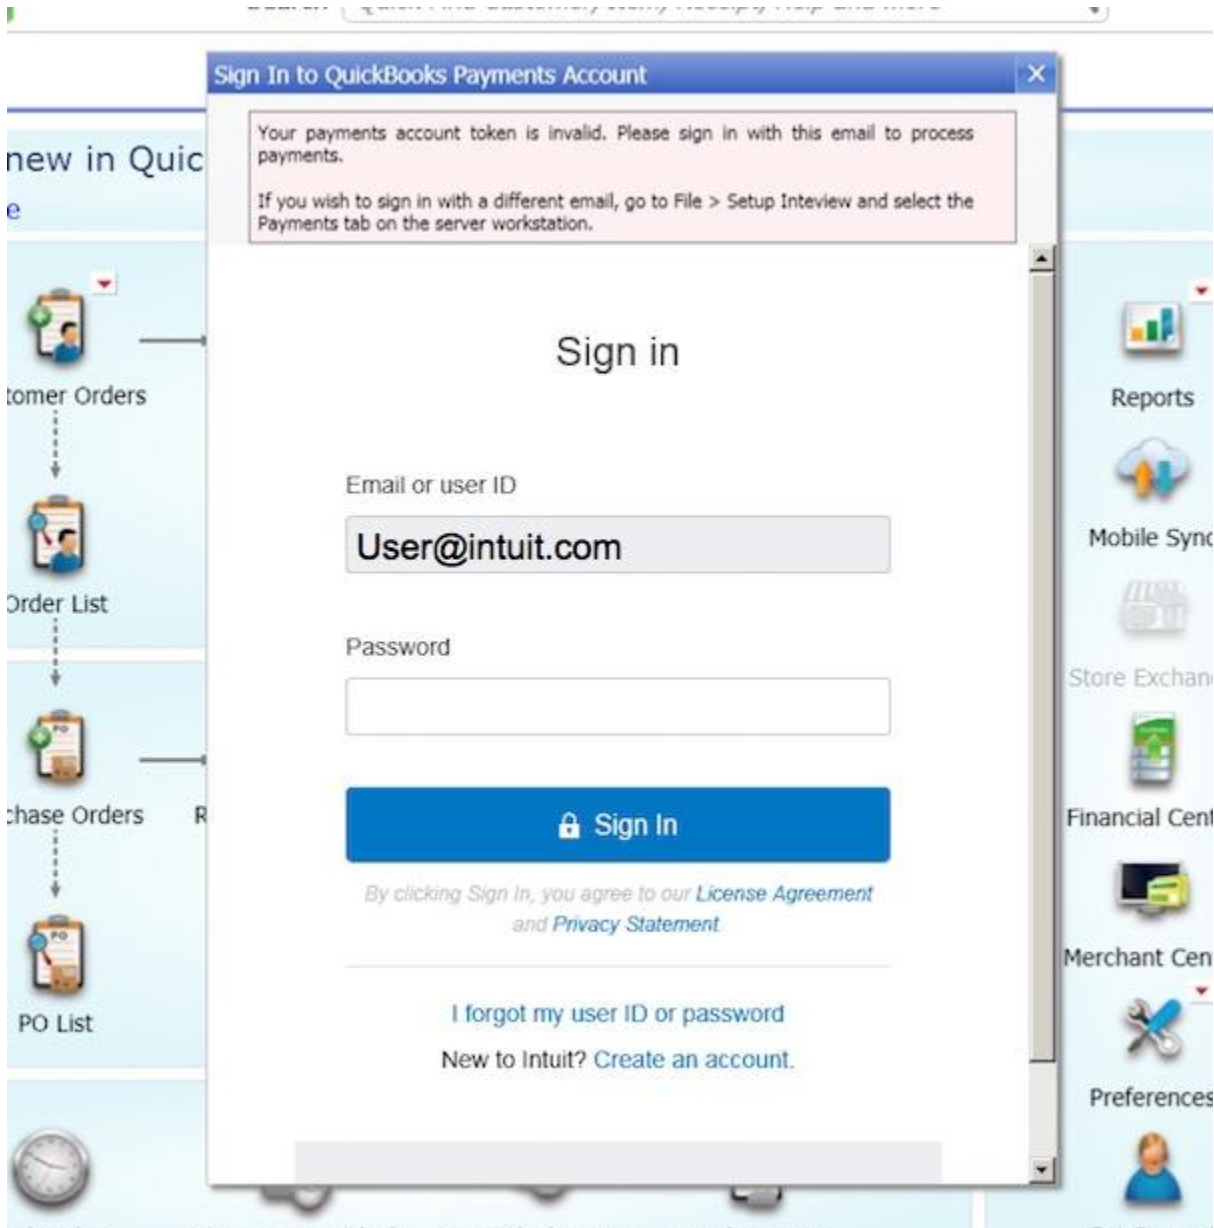 Sign In to QuickBooks Payments Account
Your payments account token is invalid. Please sign in with this email to process
payments.
If you wish to sign in with a different email, go to File > Setup Inteview and select the
Payments tab on the server workstation.
new in Quic
e
Sign in
tomer Orders
Reports
Email or user ID
User@intuit.com
Mobile Sync
Order List
Password
Store Exchan
PO
chase Orders
R
Sign In
Financial Cent
By clicking Sign In, you agree to our License Agreement
and Privacy Statement.
PO
Merchant Cen
PO List
I forgot my user ID or password
New to Intuit? Create an account.
Preferences